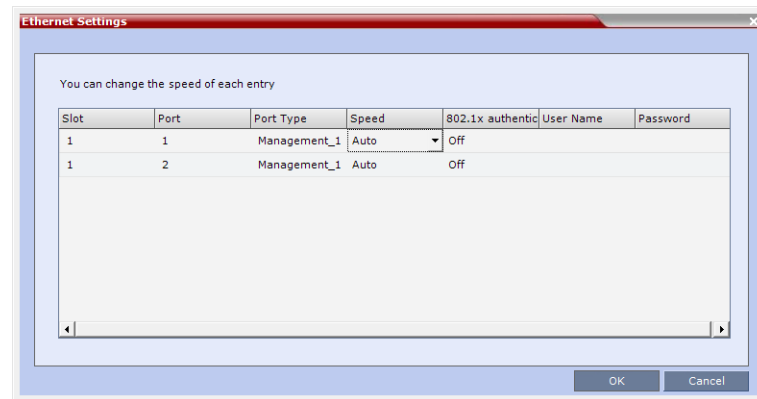 Ethernet Settings
You can change the speed of each entry
Slot Port Port Type Speed 802.1x authentic User Name Password
1 1 Management_1 Auto Off
1 2 Management_1 Auto Off
OK Cancel